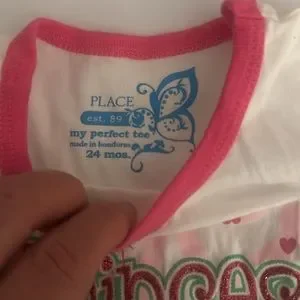 PLACE
est. 89
my perfect tee
made in honduras
24 mos.